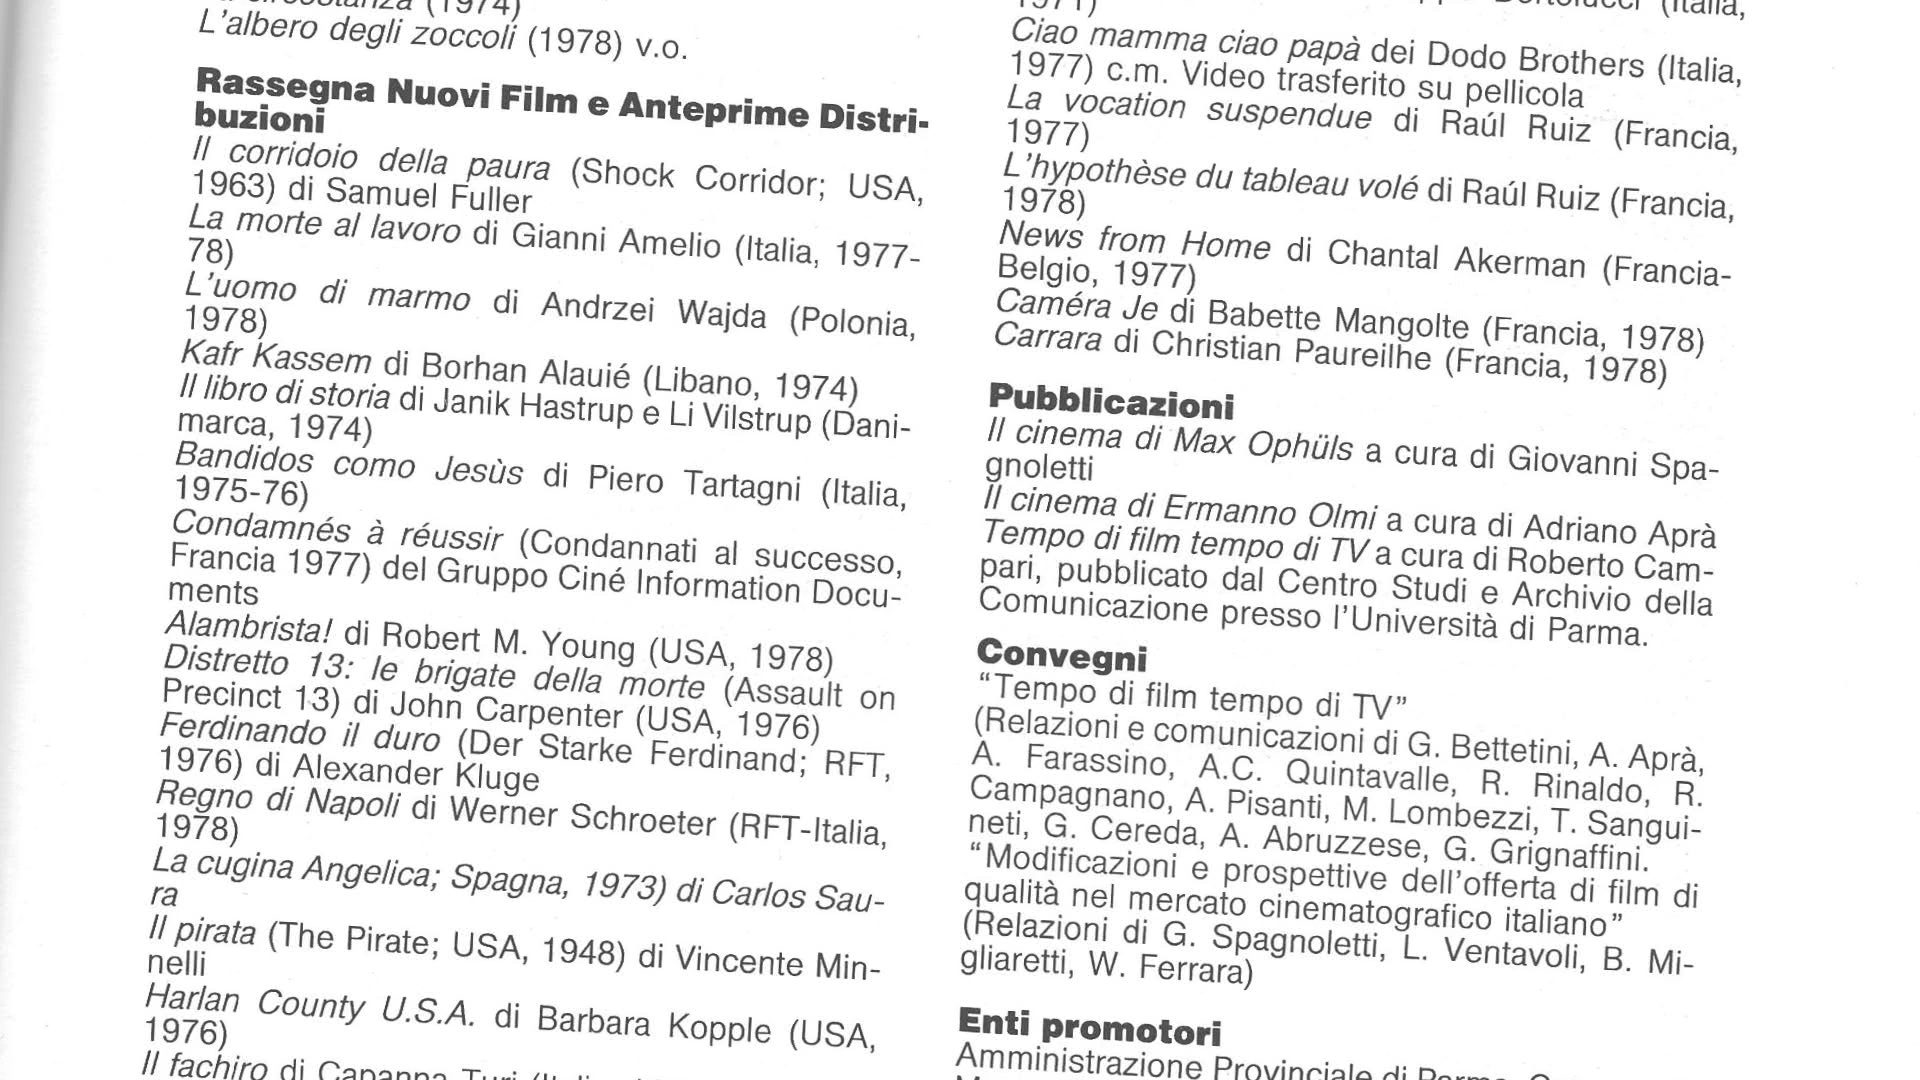 (1974)
L'albero degli zoccoli (1978) v.o.
Rassegna Nuovi Film e Anteprime Distri-
buzioni
Il corridoio della paura (Shock Corridor; USA,
1963) di Samuel Fuller
La morte al lavoro di Gianni Amelio (Italia, 1977-
78)
L'uomo di marmo di Andrzei Wajda (Polonia,
1978)
Kafr Kassem di Borhan Alauié (Libano, 1974)
Il libro di storia di Janik Hastrup e Li Vilstrup (Dani-
marca, 1974)
Bandidos como Jesùs di Piero Tartagni (Italia,
1975-76)
Condamnés à réussir (Condannati al successo,
Francia 1977) del Gruppo Ciné Information Docu-
ments
Alambrista! di Robert M. Young (USA, 1978)
Distretto 13: le brigate della morte (Assault on
Precinct 13) di John Carpenter (USA, 1976)
Ferdinando il duro (Der Starke Ferdinand; RFT,
1976) di Alexander Kluge
Regno di Napoli di Werner Schroeter (RFT-Italia,
1978)
La cugina Angelica; Spagna, 1973) di Carlos Sau-
ra
Il pirata (The Pirate; USA, 1948) di Vincente Min-
nelli
Harlan County U.S.A. di Barbara Kopple (USA,
1976)
Il fachiro di Capanna Turi
(Italia,
1971)
Ciao mamma ciao papà dei Dodo Brothers (Italia,
1977) c.m. Video trasferito su pellicola
La vocation suspendue di Raúl Ruiz (Francia,
1977)
L'hypothèse du tableau volé di Raúl Ruiz (Francia,
1978)
News from Home di Chantal Akerman (Francia-
Belgio, 1977)
Caméra Je di Babette Mangolte (Francia, 1978)
Carrara di Christian Paureilhe (Francia, 1978)
Pubblicazioni
Il cinema di Max Ophüls a cura di Giovanni Spa-
gnoletti
Il cinema di Ermanno Olmi a cura di Adriano Aprà
Tempo di film tempo di TV a cura di Roberto Cam-
pari, pubblicato dal Centro Studi e Archivio della
Comunicazione presso l'Università di Parma.
Convegni
"Tempo di film tempo di TV"
(Relazioni e comunicazioni di G. Bettetini, A. Aprà,
A. Farassino, A.C. Quintavalle, R. Rinaldo, R.
Campagnano, A. Pisanti, M. Lombezzi, T. Sangui-
neti, G. Cereda, A. Abruzzese, G. Grignaffini.
"Modificazioni e prospettive dell'offerta di film di
qualità nel mercato cinematografico italiano"
(Relazioni di G. Spagnoletti, L. Ventavoli, B. Mi-
gliaretti, W. Ferrara)
Enti promotori
Amministrazione Provinciale di Parma,